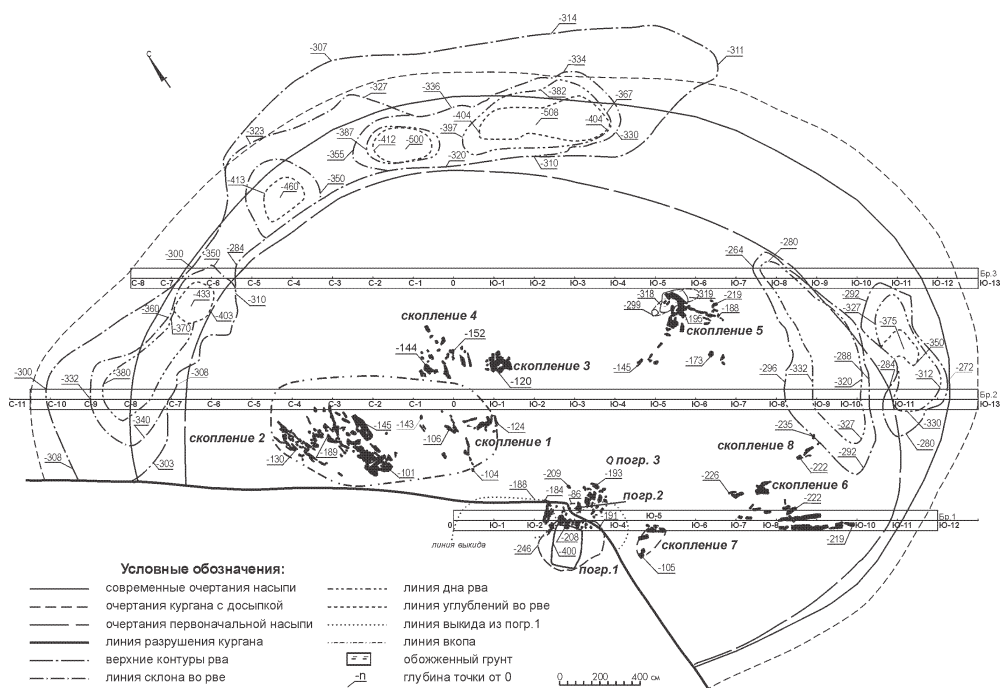 С
-314
-307
-311
-334
-327
-336
-382
-367
-404
-508
-404
-323
-387
-412
-500
-397
-330
-355
-320
-310
-413
-460
-350
-284
-264
-280
-300
-350
Бр.3
С-8 С-7 С-6 С-5 С-4 С-3 С-2 С-1 0 Ю-1 Ю-2 Ю-3 Ю-4 Ю-5 Ю-6 Ю-7 Ю-8 Ю-9 Ю-10 Ю-11 Ю-12 Ю-13
-433
-310
-318
-319
-219
-292
-360
-403
-299
-188
-327
-370
скопление 4
-195
скопление 5
-375
-144
-152
-350
-145
-173
-288
скопление 3
-300
-332
-380
-308
-120
-296
-332
-320
-284
-312
-272
Бр.2
С-11 С-10 С-9 С-8 С-7 С-6 С-5 С-4 С-3 С-2 С-1 0 Ю-1 Ю-2 Ю-3 Ю-4 Ю-5 Ю-6 Ю-7 Ю-8 Ю-9 Ю-10 Ю-11 Ю-13
-340
-145
-143
-124
-235
-327
-330
скопление 2
-106
скопление 1
скопление 8
-280
-130
-189
-308
-303
-101
-104
-222
-292
погр. 3
-209
-193
-188
-184
-86
погр.2
-226
скопление 6
-222
-191
Бр.1
0 Ю-1 Ю-2 Ю-4 Ю-5 Ю-6 Ю-7 Ю-8 Ю-10 Ю-11 Ю-12
линия выкида
-246
-208
-400
скопление 7
-219
погр.1
-105
Условные обозначения:
современные очертания насыпи
очертания кургана с досыпкой
очертания первоначальной насыпи
линия разрушения кургана
верхние контуры рва
линия склона во рве
линия дна рва
линия углублений во рве
линия выкида из погр.1
линия вкопа
обожженный грунт
-п глубина точки от 0
0 200 400 см